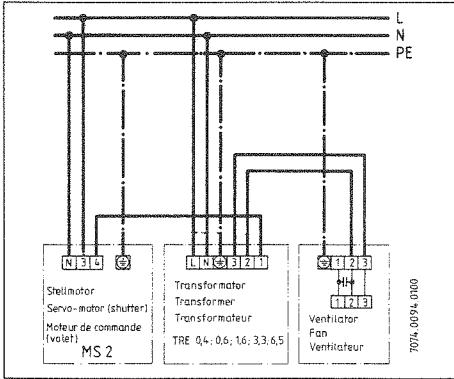 L
N
PE
N 3 4
L N 3 2 1
1 2 3
1 2 3
Stellmotor
Servo-motor (shutter)
Moteur de commande
(volet)
MS 2
Transformator
Transformer
Transformateur
TRE 0,4; 0,6; 1,6; 3,3; 6,5
Ventilator
Fan
Ventilateur
7074.0094.0100